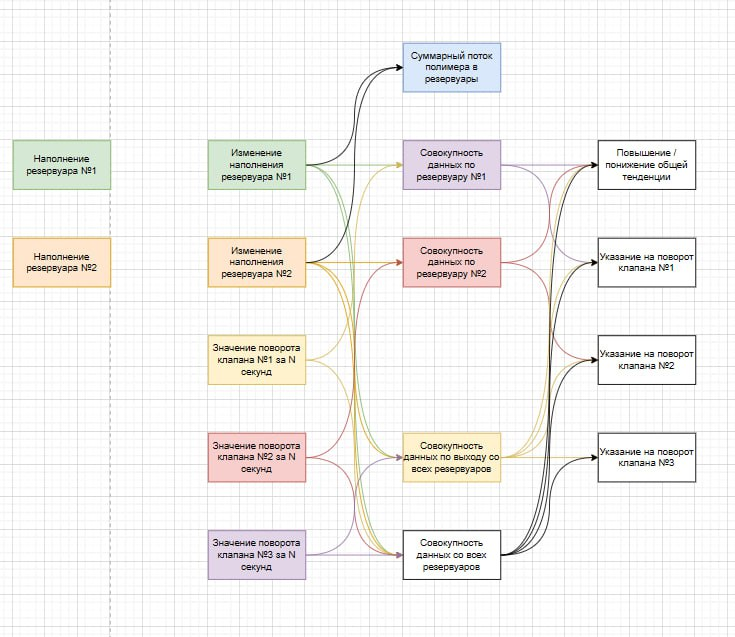 Суммарный поток
полимера в
резервуары
Наполнение
резервуара №1
Изменение
наполнения
резервуара №1
Совокупность
данных по
резервуару №1
Повышение /
понижение общей
тенденции
Наполнение
резервуара №2
Изменение
наполнения
резервуара №2
Совокупность
данных по
резервуару №2
Указание на поворот
клапана №1
Значение поворота
клапана №1 за N
секунд
Указание на поворот
клапана №2
Значение поворота
клапана №2 за N
секунд
Совокупность
данных по выходу со
всех резервуаров
Указание на поворот
клапана №3
Значение поворота
клапана №3 за N
секунд
Совокупность
данных со всех
резервуаров